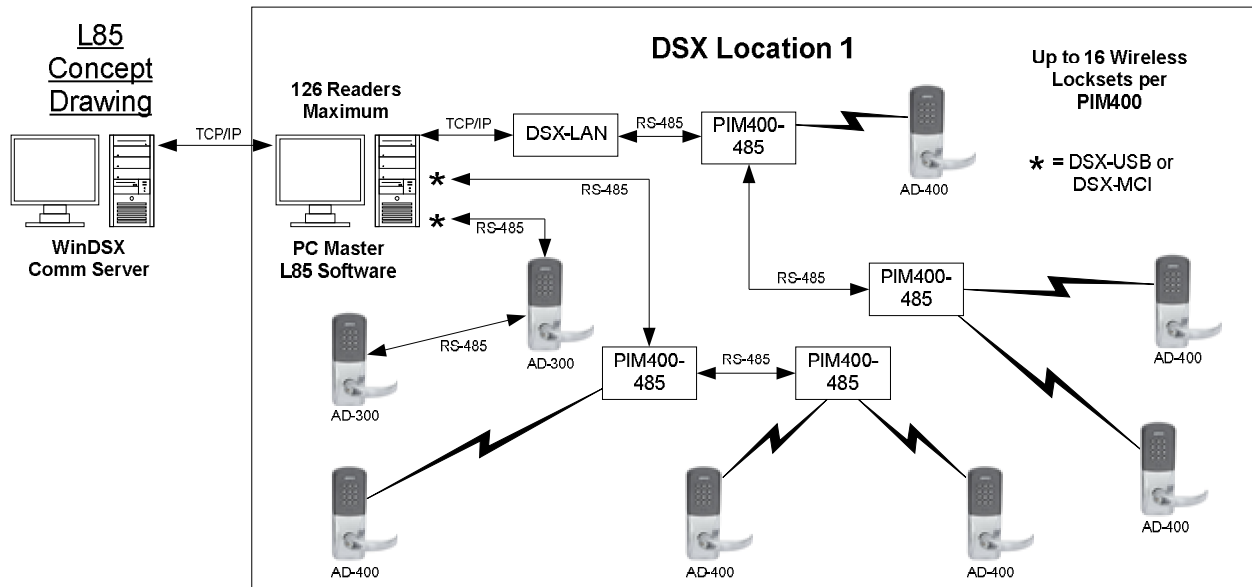 L85
Concept
Drawing
DSX Location 1
Up to 16 Wireless
Locksets per
PIM400
* = DSX-USB or
DSX-MCI
126 Readers
Maximum
TCP/IP
TCP/IP
DSX-LAN
RS-485
PIM400-
485
AD-400
*
RS-485
*
RS-485
WinDSX
Comm Server
PC Master
L85 Software
RS-485
PIM400-
485
AD-400
RS-485
AD-300
AD-300
PIM400-
485
RS-485
PIM400-
485
AD-400
AD-400
AD-400
AD-400